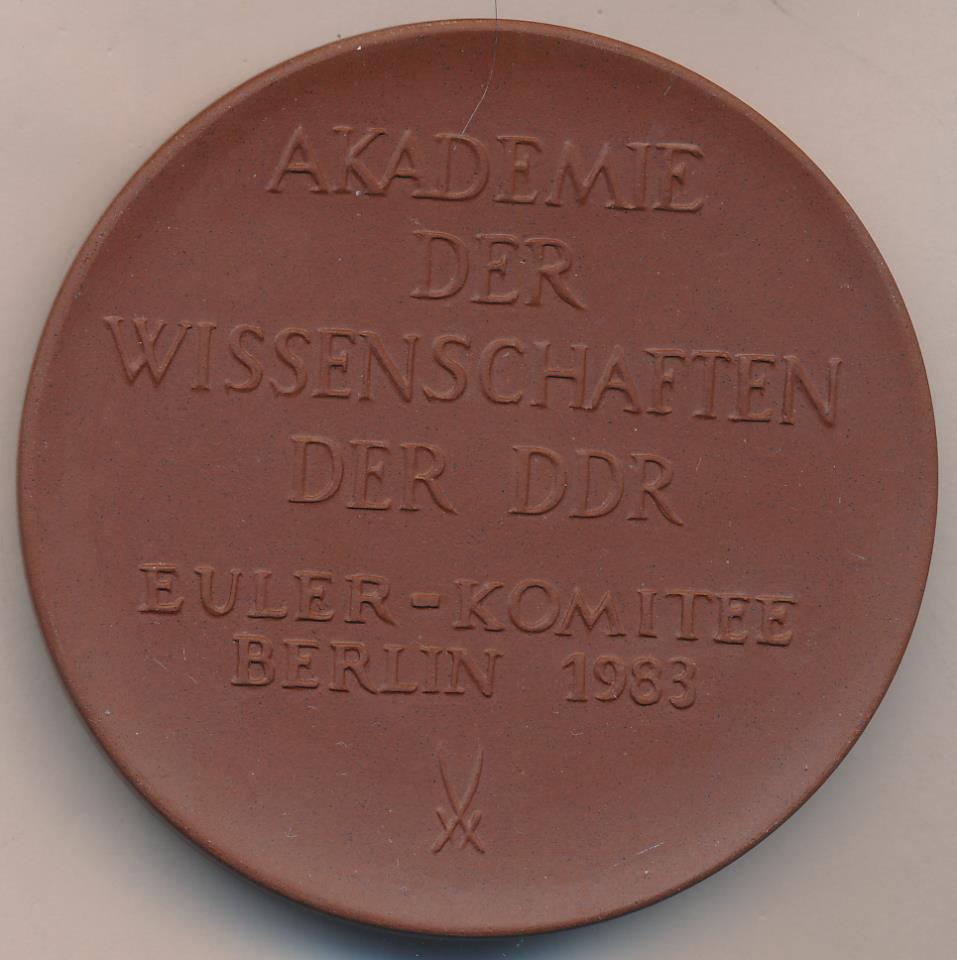 AKADEMIE
DER
WISSENSCHAFTEN
DER DDR
EULER-KOMITEE
BERLIN 1983